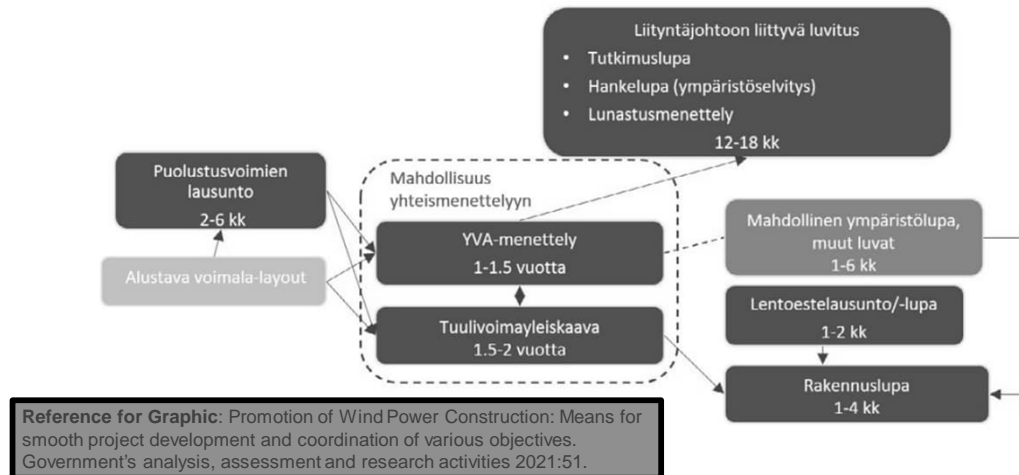 Liityntäjohtoon liittyvä luvitus
• Tutkimuslupa
• Hankelupa (ympäristöselvitys)
• Lunastusmenettely
12-18 kk
Puolustusvoimien
lausunto
2-6 kk
Alustava voimala-layout
Mahdollisuus
yhteismenettelyyn
YVA-menettely
1-1.5 vuotta
Tuulivoimayleiskaava
1.5-2 vuotta
Mahdollinen ympäristölupa,
muut luvat
1-6 kk
Lentoestelausunto/-lupa
1-2 kk
Rakennuslupa
1-4 kk
Reference for Graphic: Promotion of Wind Power Construction: Means for
smooth project development and coordination of various objectives.
Government's analysis, assessment and research activities 2021:51.